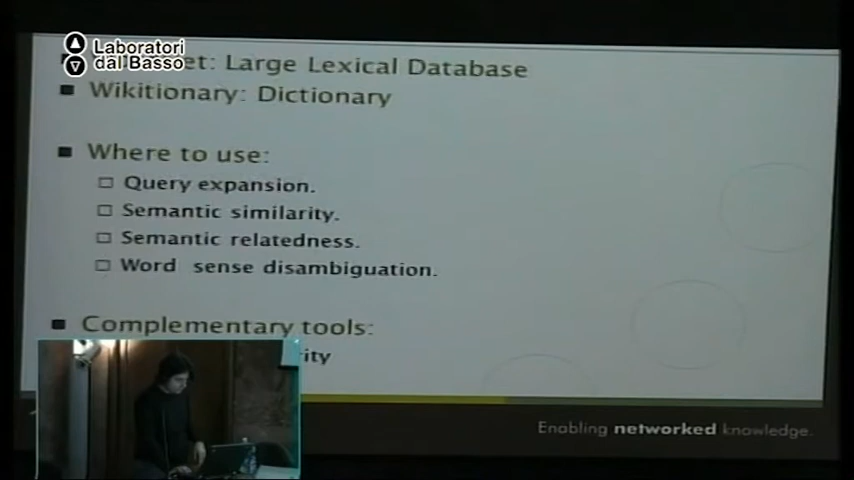 Laboratori
dal Basso
et: Large Lexical Database
Wikitionary: Dictionary
Where to use:
Query expansion.
Semantic similarity.
Semantic relatedness.
Word sense disambiguation.
Complementary tools:
ity
Enabling networked knowledge.